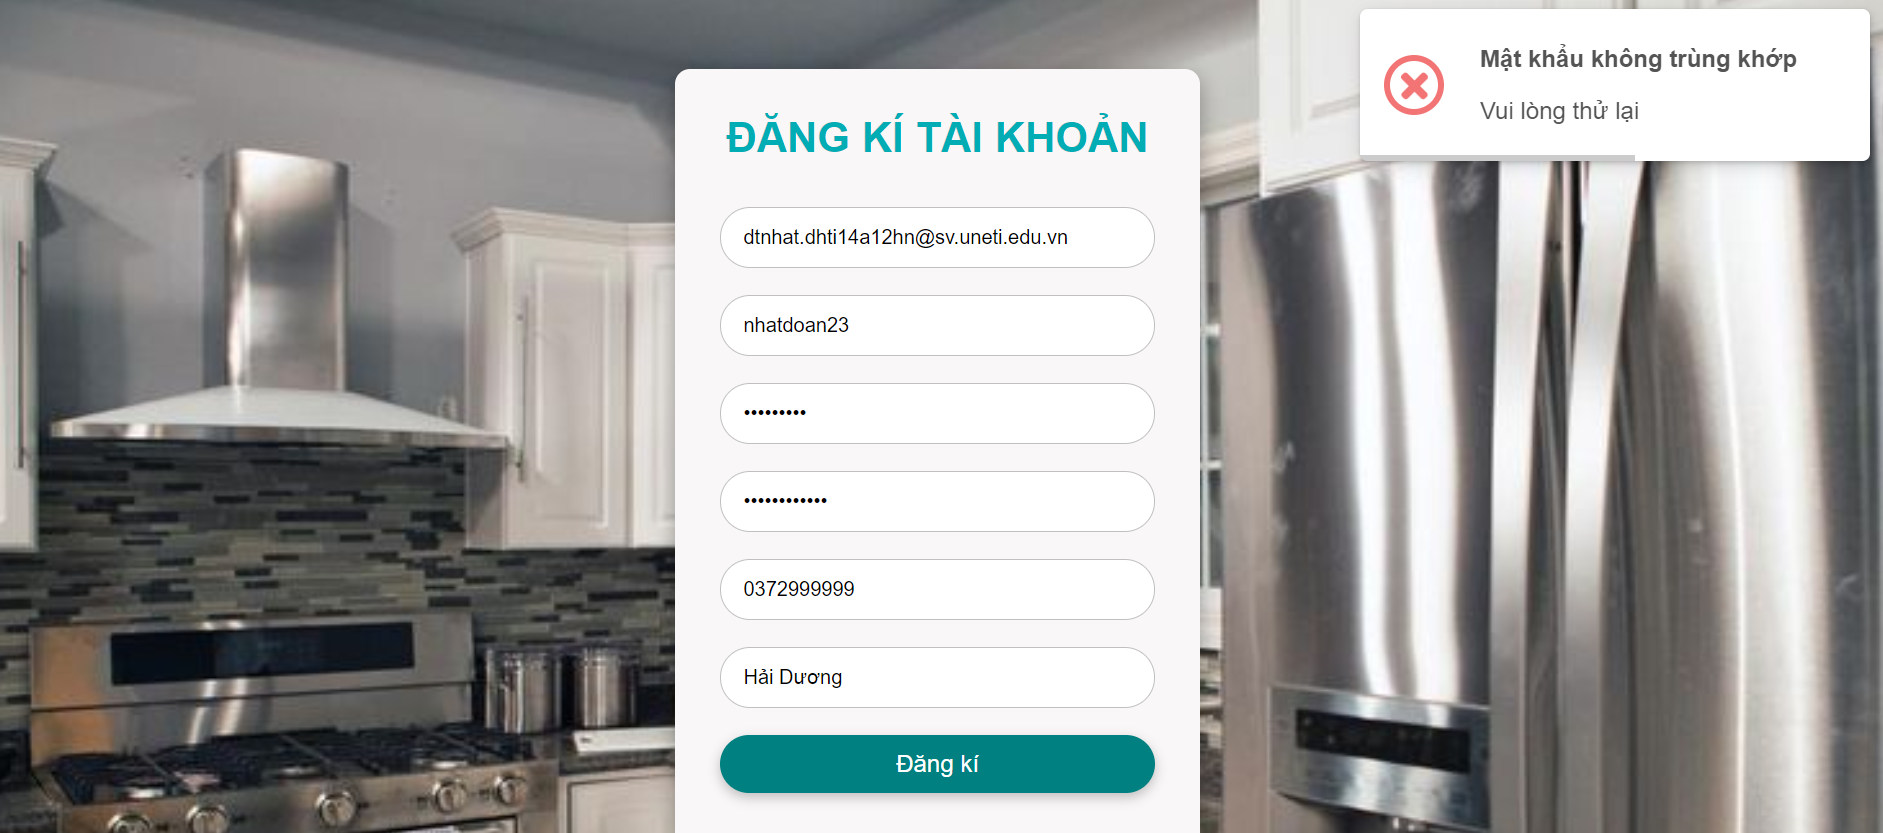 Mật khẩu không trùng khớp
Vui lòng thử lại
ĐĂNG KÍ TÀI KHOẢN
dtnhat.dhti14a12hn@sv.uneti.edu.vn
nhatdoan23
•••••••••
••••••••••••
0372999999
Hải Dương
Đăng kí